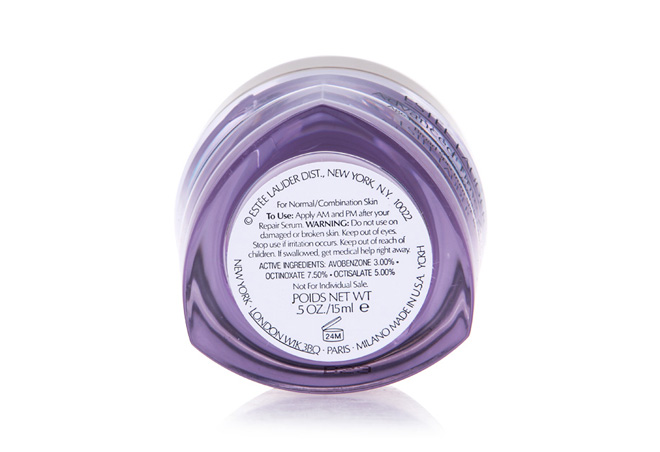 © ESTĒE LAUDER DIST., NEW YORK, N.Y. 10022
For Normal/Combination Skin
To Use: Apply AM and PM after your
Repair Serum. WARNING: Do not use on
damaged or broken skin. Keep out of eyes.
Stop use if irritation occurs. Keep out of reach of
children. If swallowed, get medical help right away.
ACTIVE INGREDIENTS: AVOBENZONE 3.00% •
OCTINOXATE 7.50% • OCTISALATE 5.00%
Not For Individual Sale.
POIDS NET WT
.5 OZ./15ml ℮
24M
NEW YORK · LONDON W1K 3BQ · PARIS · MILANO MADE IN U.S.A. YCKH